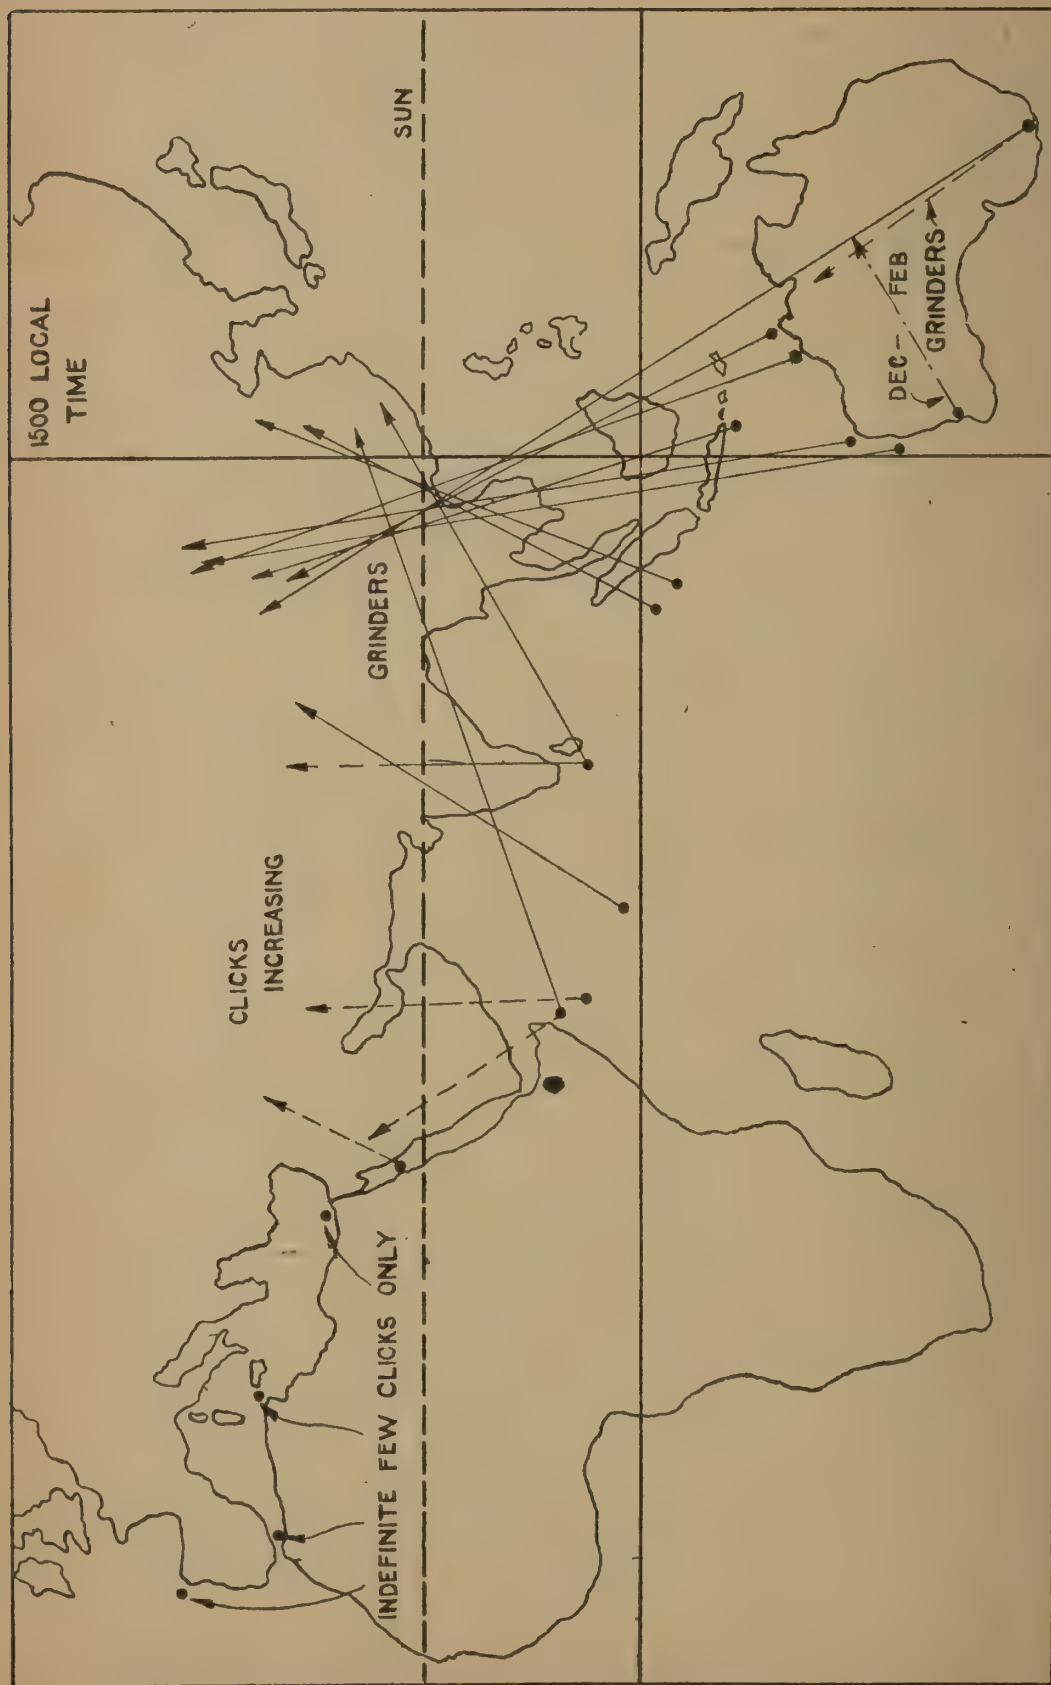 1500 LOCAL
TIME
SUN
GRINDERS
CLICKS
INCREASING
DEC - FEB
GRINDERS
INDEFINITE FEW CLICKS ONLY